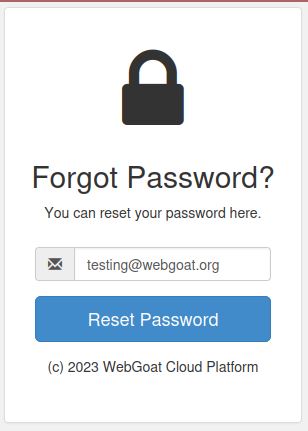 Forgot Password?
You can reset your password here.
testing@webgoat.org
Reset Password
(c) 2023 WebGoat Cloud Platform